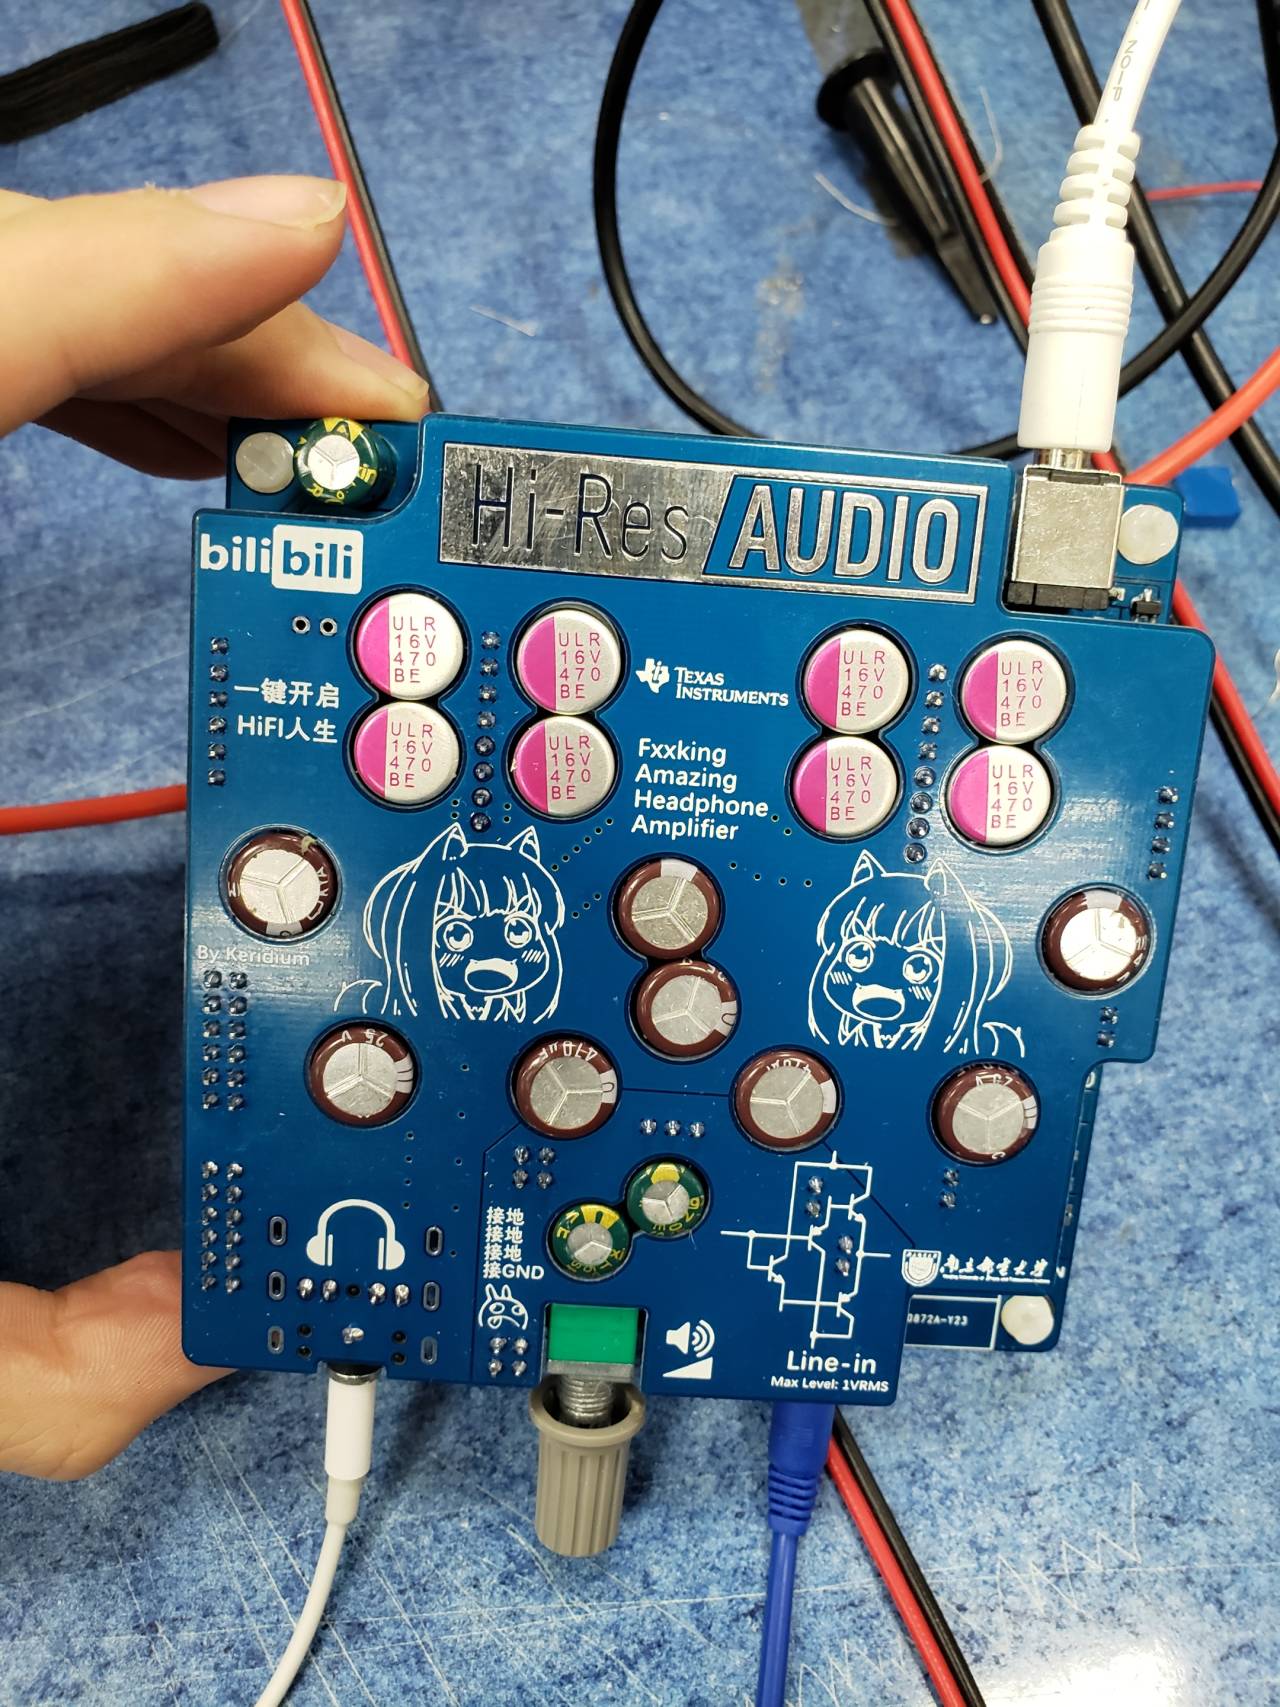 Hi-Res AUDIO
bilibili
ULR
16V
470
BE
ULR
16V
470
BE
ULR
16V
470
BE
ULR
16V
470
BE
TEXAS
INSTRUMENTS
一键开启
HiFI人生
ULR
16V
470
BE
ULR
16V
470
BE
ULR
16V
470
BE
ULR
16V
470
BE
Fxxking
Amazing
Headphone
Amplifier
By Keridium
25V
470µF
接地
接地
接地
接GND
南京邮电大学
0872A-Y23
Line-in
Max Level: 1VRMS